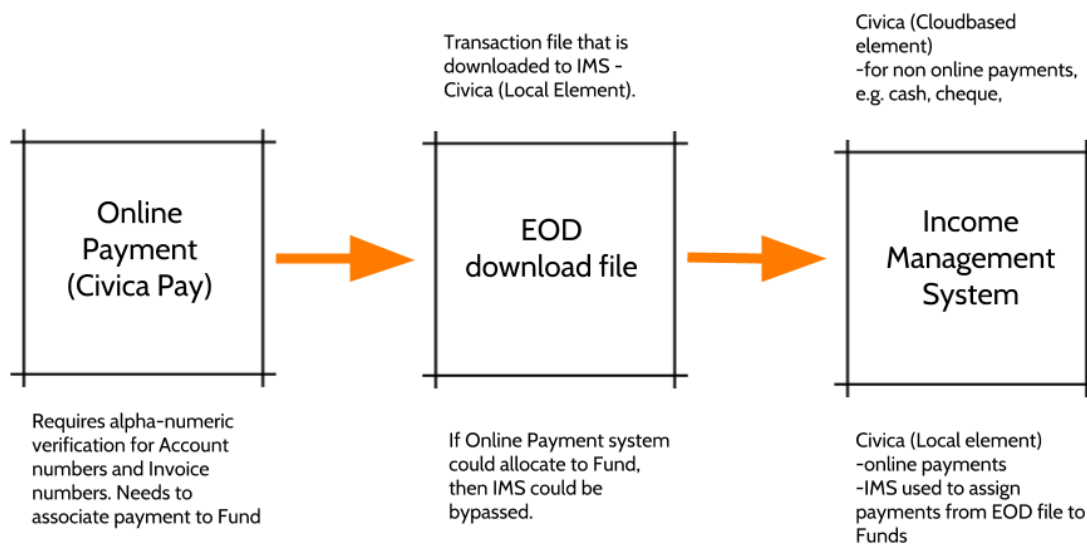 Transaction file that is
downloaded to IMS -
Civica (Local Element).
Civica (Cloudbased
element)
-for non online payments,
e.g. cash, cheque,
Online
Payment
(Civica Pay)
EOD
download file
Income
Management
System
Requires alpha-numeric
verification for Account
numbers and Invoice
numbers. Needs to
associate payment to Fund
If Online Payment system
could allocate to Fund,
then IMS could be
bypassed.
Civica (Local element)
-online payments
-IMS used to assign
payments from EOD file to
Funds